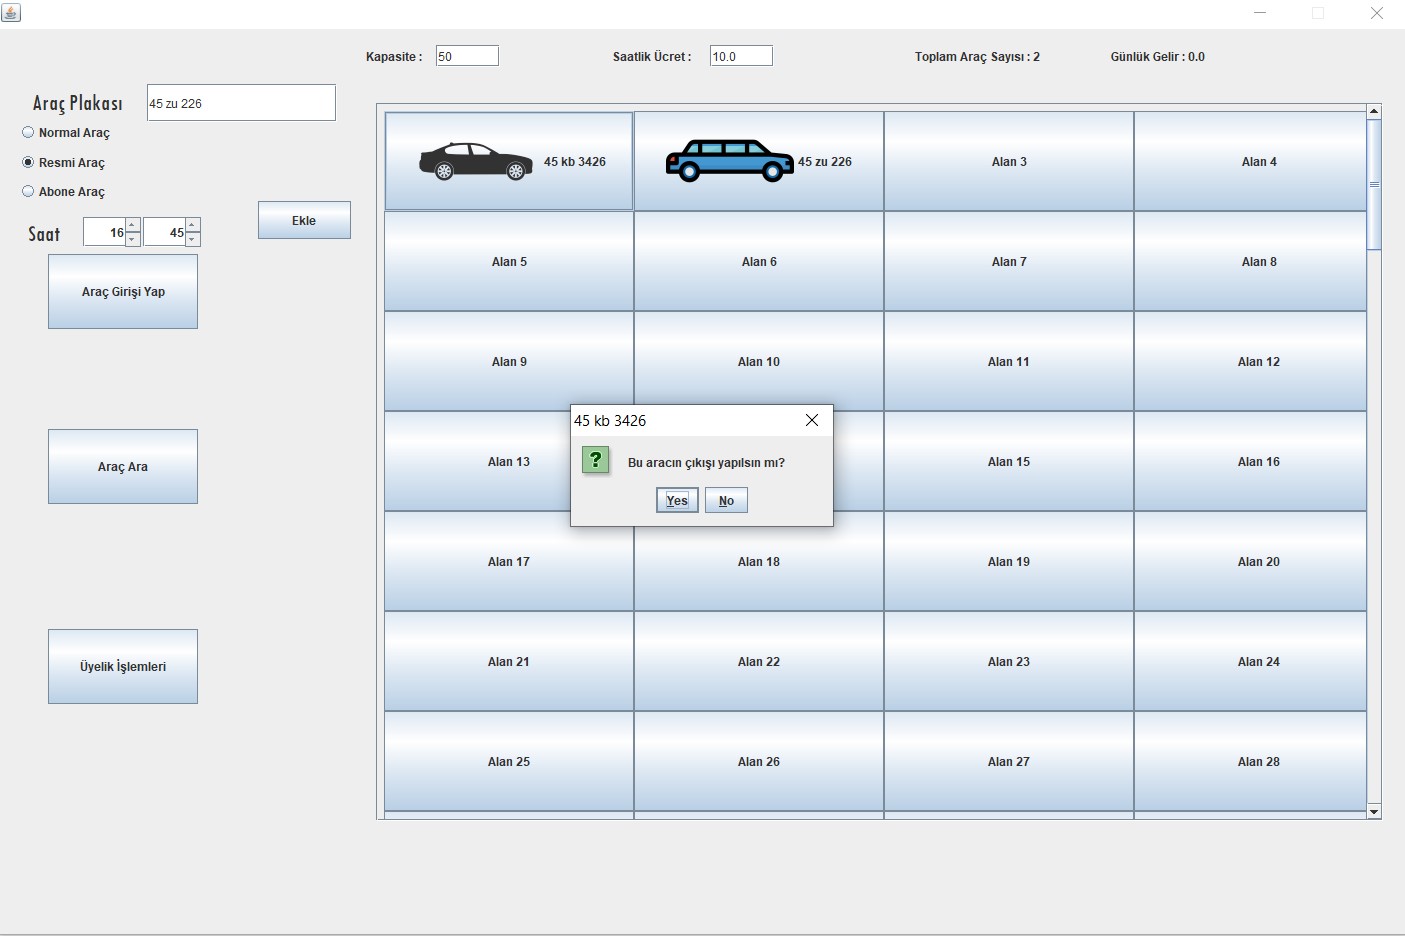 Kapasite : 50 Saatlik Ücret : 10.0 Toplam Araç Sayısı : 2 Günlük Gelir : 0.0
Araç Plakası 45 zu 226
Normal Araç
Resmi Araç
Abone Araç
Saat 16 45
Ekle
Araç Girişi Yap
Araç Ara
Üyelik İşlemleri
45 kb 3426 45 zu 226 Alan 3 Alan 4
Alan 5 Alan 6 Alan 7 Alan 8
Alan 9 Alan 10 Alan 11 Alan 12
Alan 13 Alan 15 Alan 16
Alan 17 Alan 18 Alan 19 Alan 20
Alan 21 Alan 22 Alan 23 Alan 24
Alan 25 Alan 26 Alan 27 Alan 28
45 kb 3426
? Bu aracın çıkışı yapılsın mı?
Yes No